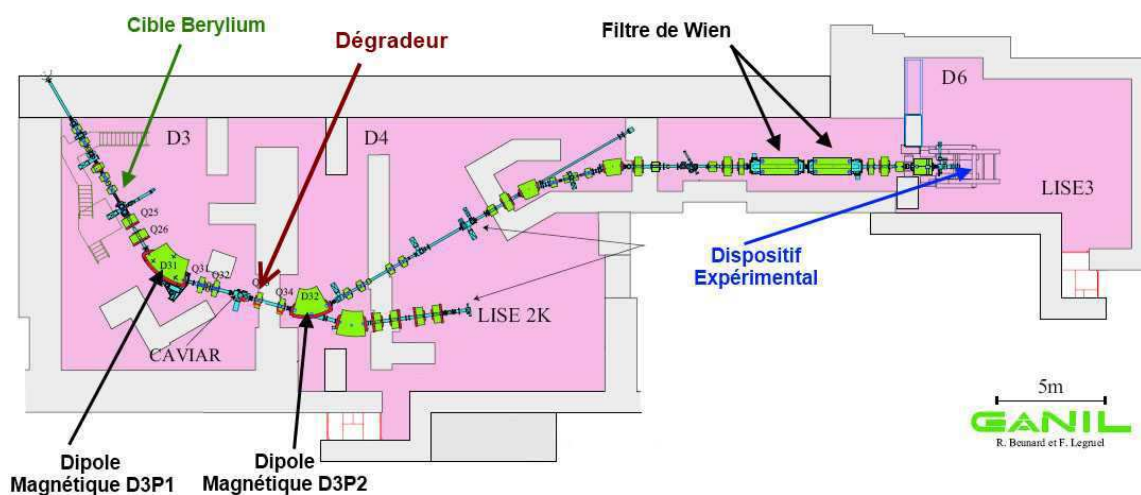 Cible Berylium
Dégradeur
Filtre de Wien
D3
D4
D6
Q25
Q26
D31
Q31
Q32
Q34
D32
LISE3
Dispositif
Expérimental
CAVIAR
LISE 2K
5m
GANIL
R. Beunard et F. Legruel
Dipole
Magnétique D3P1
Dipole
Magnétique D3P2